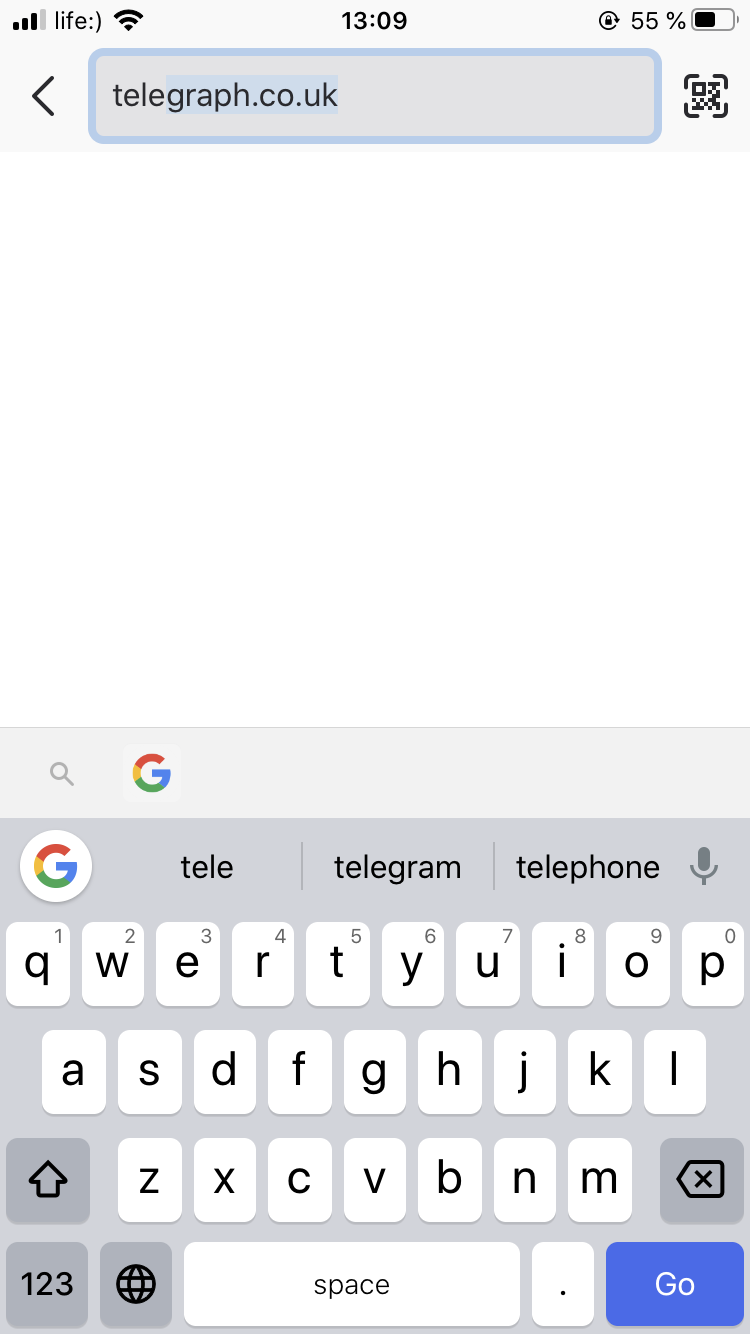 life:) 13:09 55 %
telegraph.co.uk
tele telegram telephone
1 2 3 4 5 6 7 8 9 0
q w e r t y u i o p
a s d f g h j k l
z x c v b n m
123 space . Go